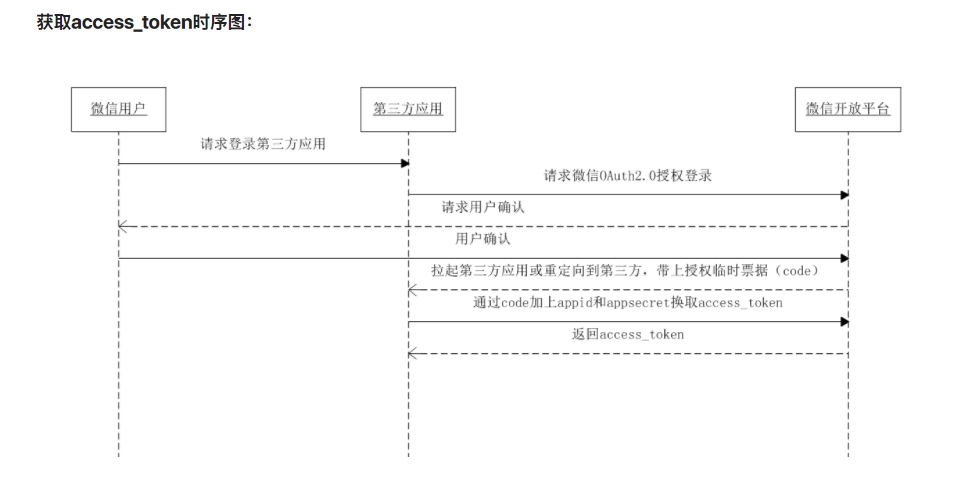 获取access_token时序图：
微信用户
第三方应用
微信开放平台
请求登录第三方应用
请求微信OAuth2.0授权登录
请求用户确认
用户确认
拉起第三方应用或重定向到第三方，带上授权临时票据（code）
通过code加上appid和appsecret换取access_token
返回access_token